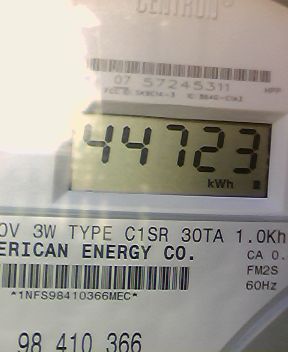 CENTRON®
07 57245311
HPP
44723
kWh
0V 3W TYPE C1SR 30TA 1.0Kh
ERICAN ENERGY CO.
CA 0.
FM2S
*1NFS98410366MEC*
60Hz
98 410 366